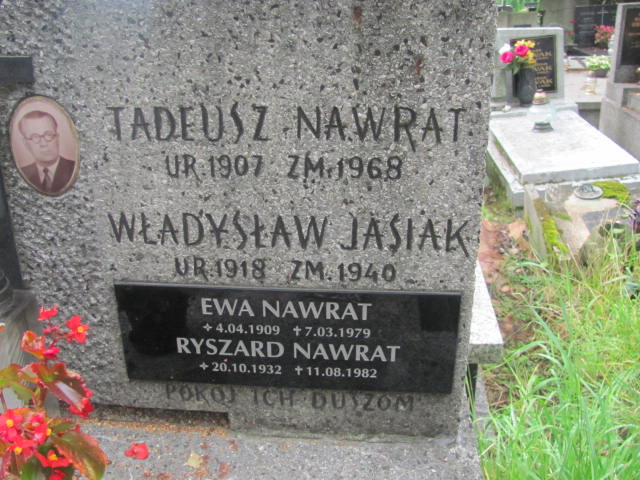 TADEUSZ NAWRAT
UR.1907 ZM.1968
WŁADYSŁAW JASIAK
UR.1918 ZM.1940
EWA NAWRAT
✢ 4.04.1909 ✝ 7.03.1979
RYSZARD NAWRAT
✢ 20.10.1932 ✝ 11.08.1982
POKÓJ ICH DUSZOM